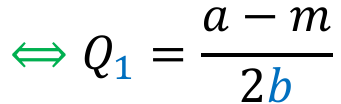 ⟺ Q₁ = (a − m) / (2b)